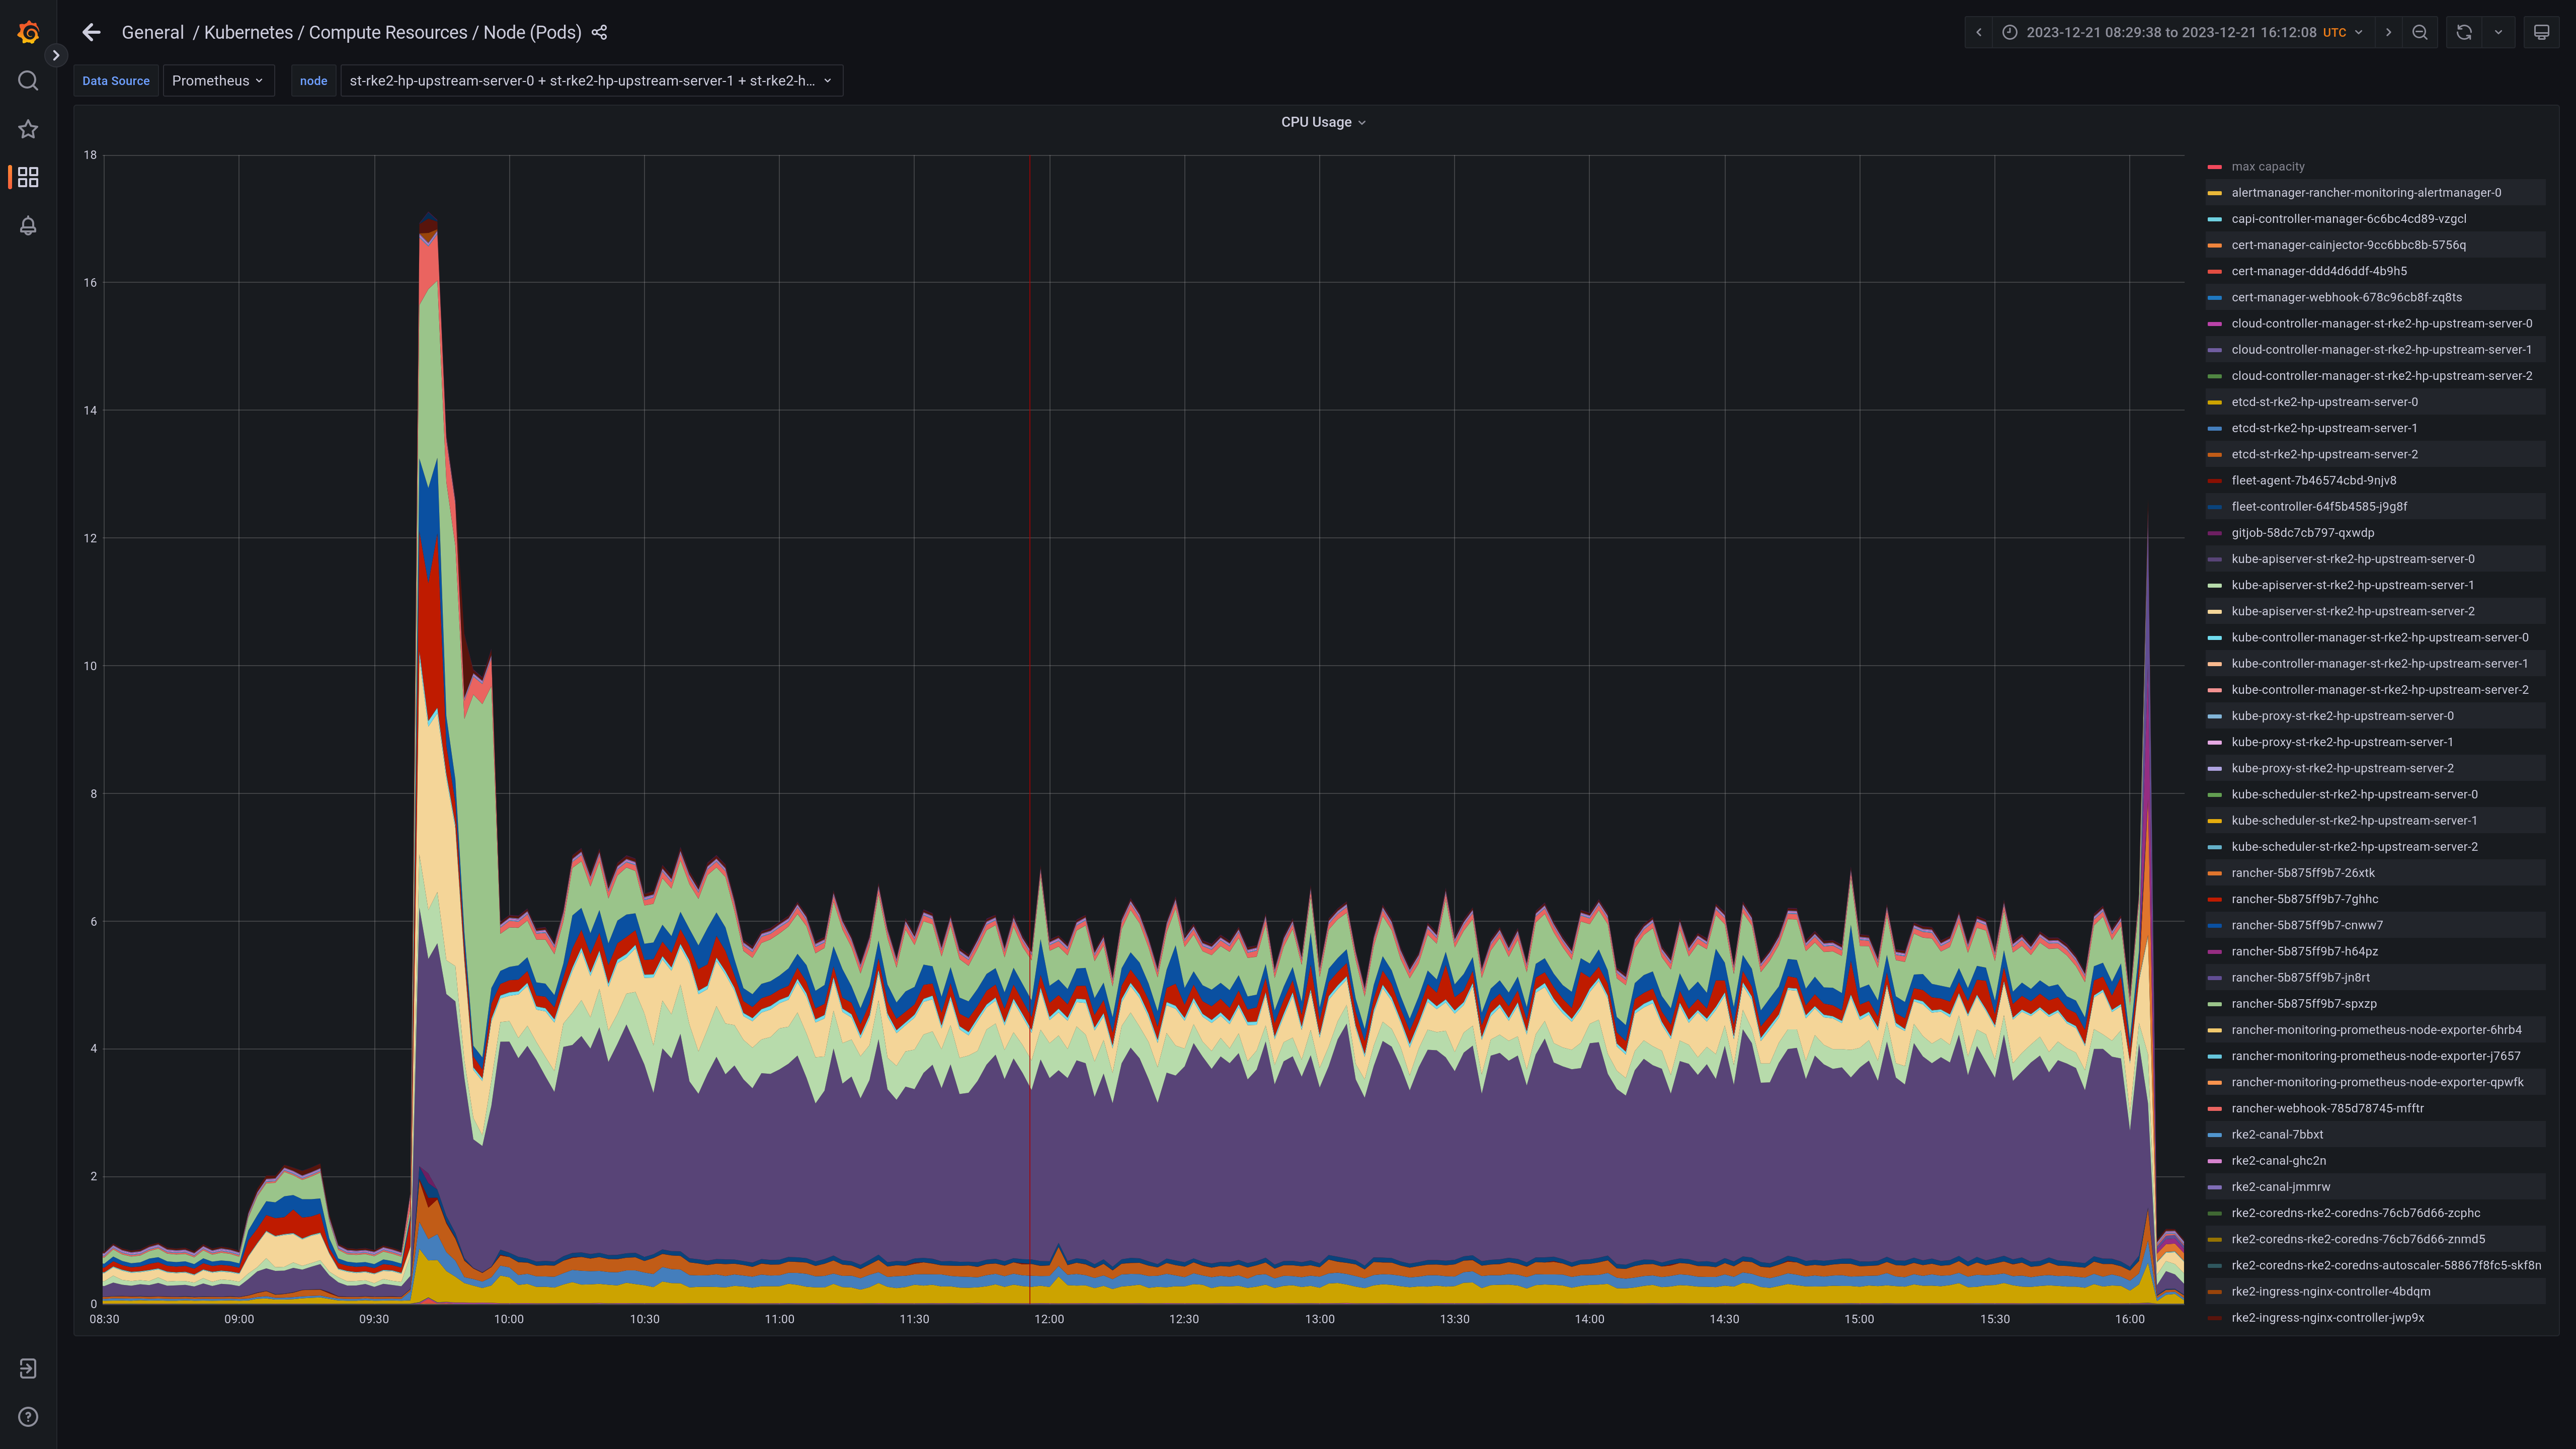 General / Kubernetes / Compute Resources / Node (Pods)
2023-12-21 08:29:38 to 2023-12-21 16:12:08 UTC
Data Source
Prometheus
node
st-rke2-hp-upstream-server-0 + st-rke2-hp-upstream-server-1 + st-rke2-h...
CPU Usage
18
16
14
12
10
8
6
4
2
0
08:30
09:00
09:30
10:00
10:30
11:00
11:30
12:00
12:30
13:00
13:30
14:00
14:30
15:00
15:30
16:00
max capacity
alertmanager-rancher-monitoring-alertmanager-0
capi-controller-manager-6c6bc4cd89-vzgcl
cert-manager-cainjector-9cc6bbc8b-5756q
cert-manager-ddd4d6ddf-4b9h5
cert-manager-webhook-678c96cb8f-zq8ts
cloud-controller-manager-st-rke2-hp-upstream-server-0
cloud-controller-manager-st-rke2-hp-upstream-server-1
cloud-controller-manager-st-rke2-hp-upstream-server-2
etcd-st-rke2-hp-upstream-server-0
etcd-st-rke2-hp-upstream-server-1
etcd-st-rke2-hp-upstream-server-2
fleet-agent-7b46574cbd-9njv8
fleet-controller-64f5b4585-j9g8f
gitjob-58dc7cb797-qxwdp
kube-apiserver-st-rke2-hp-upstream-server-0
kube-apiserver-st-rke2-hp-upstream-server-1
kube-apiserver-st-rke2-hp-upstream-server-2
kube-controller-manager-st-rke2-hp-upstream-server-0
kube-controller-manager-st-rke2-hp-upstream-server-1
kube-controller-manager-st-rke2-hp-upstream-server-2
kube-proxy-st-rke2-hp-upstream-server-0
kube-proxy-st-rke2-hp-upstream-server-1
kube-proxy-st-rke2-hp-upstream-server-2
kube-scheduler-st-rke2-hp-upstream-server-0
kube-scheduler-st-rke2-hp-upstream-server-1
kube-scheduler-st-rke2-hp-upstream-server-2
rancher-5b875ff9b7-26xtk
rancher-5b875ff9b7-7ghhc
rancher-5b875ff9b7-cnww7
rancher-5b875ff9b7-h64pz
rancher-5b875ff9b7-jn8rt
rancher-5b875ff9b7-spxzp
rancher-monitoring-prometheus-node-exporter-6hrb4
rancher-monitoring-prometheus-node-exporter-j7657
rancher-monitoring-prometheus-node-exporter-qpwfk
rancher-webhook-785d78745-mfftr
rke2-canal-7bbxt
rke2-canal-ghc2n
rke2-canal-jmmrw
rke2-coredns-rke2-coredns-76cb76d66-zcphc
rke2-coredns-rke2-coredns-76cb76d66-znmd5
rke2-coredns-rke2-coredns-autoscaler-58867f8fc5-skf8n
rke2-ingress-nginx-controller-4bdqm
rke2-ingress-nginx-controller-jwp9x